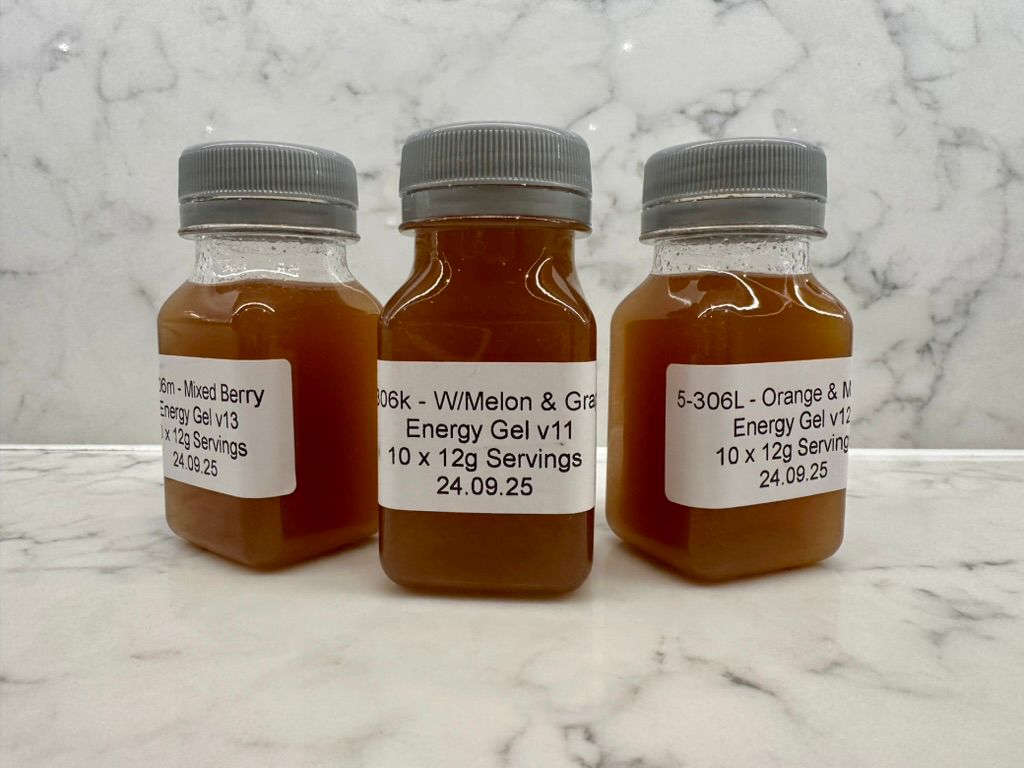 6m - Mixed Berry
Energy Gel v13
x 12g Servings
24.09.25
306k - W/Melon & Gra
Energy Gel v11
10 x 12g Servings
24.09.25
5-306L - Orange & M
Energy Gel v12
10 x 12g Servings
24.09.25